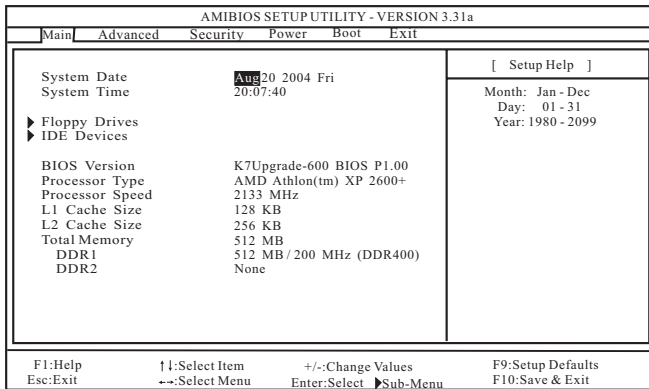 AMIBIOS SETUP UTILITY - VERSION 3.31a
Main Advanced Security Power Boot Exit
System Date Aug 20 2004 Fri
System Time 20:07:40
Floppy Drives
IDE Devices
BIOS Version K7Upgrade-600 BIOS P1.00
Processor Type AMD Athlon(tm) XP 2600+
Processor Speed 2133 MHz
L1 Cache Size 128 KB
L2 Cache Size 256 KB
Total Memory 512 MB
DDR1 512 MB / 200 MHz (DDR400)
DDR2 None
[ Setup Help ]
Month: Jan - Dec
Day: 01 - 31
Year: 1980 - 2099
F1:Help ↑↓:Select Item +/-:Change Values F9:Setup Defaults
Esc:Exit ←→:Select Menu Enter:Select ▶Sub-Menu F10:Save & Exit